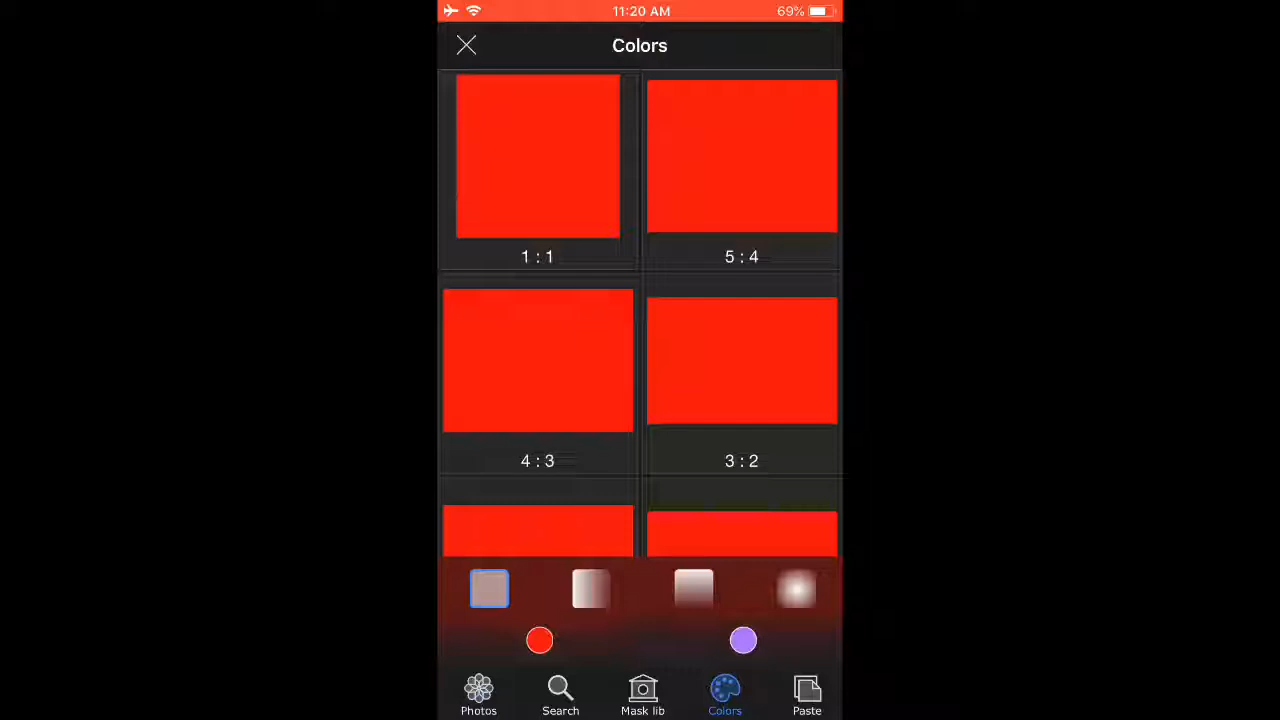 11:20 AM
69%
Colors
1 : 1
5 : 4
4 : 3
3 : 2
Photos
Search
Mask lib
Colors
Paste